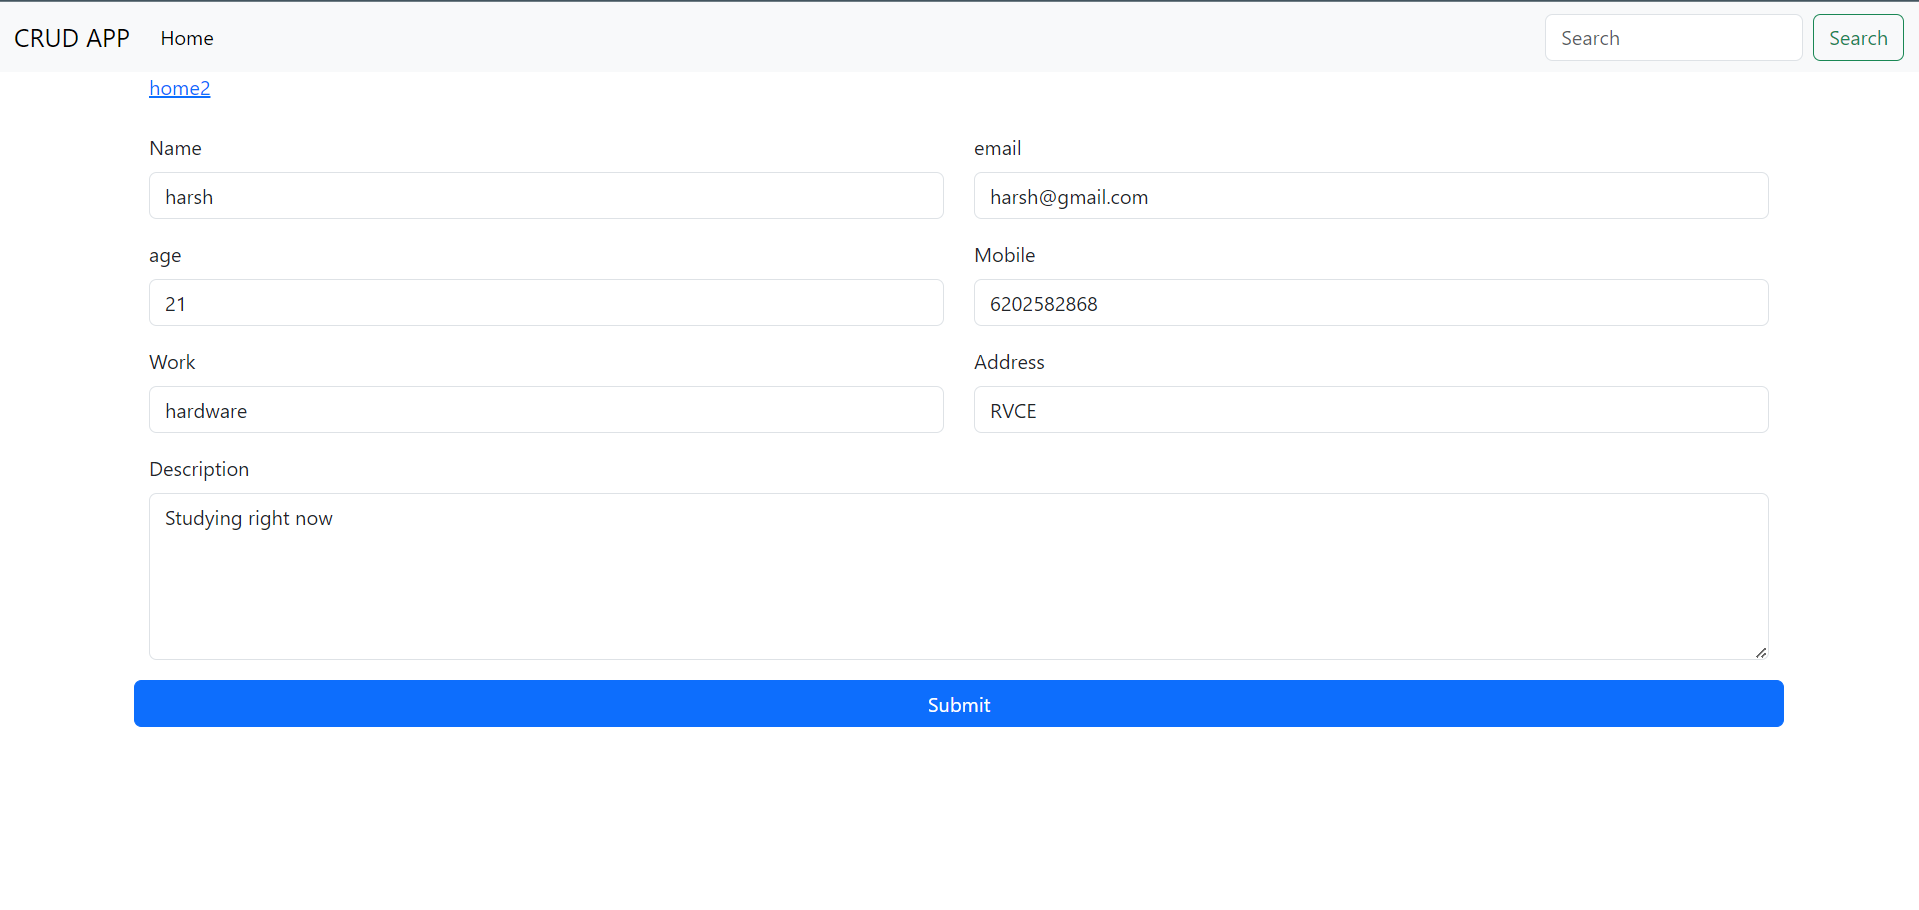 CRUD APP Home Search Search
home2
Name email
harsh harsh@gmail.com
age Mobile
21 6202582868
Work Address
hardware RVCE
Description
Studying right now
Submit